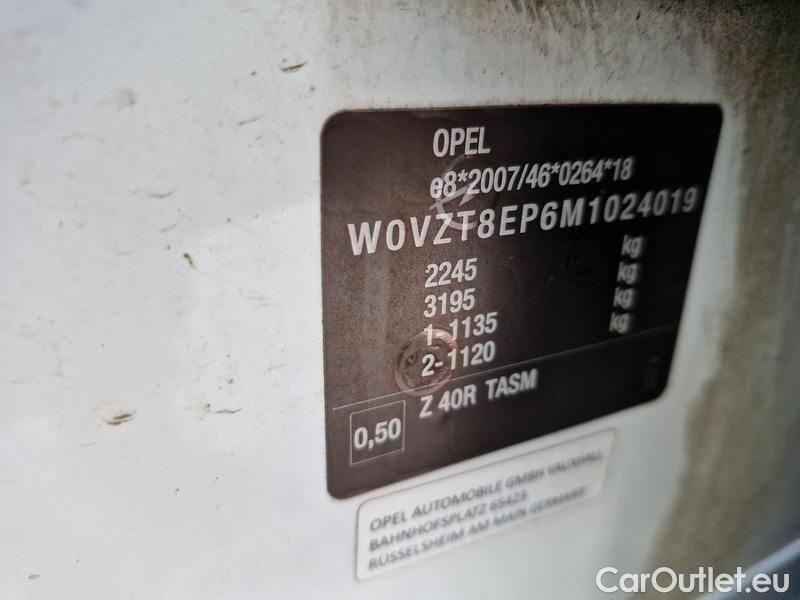 OPEL
e8*2007/46*0264*18
W0VZT8EP6M1024019
2245 kg
3195 kg
1-1135 kg
2-1120 kg
Z 40R TASM
0,50
OPEL AUTOMOBILE GMBH VAUXHALL
BAHNHOFSPLATZ 65423
RÜSSELSHEIM AM MAIN GERMANY
CarOutlet.eu